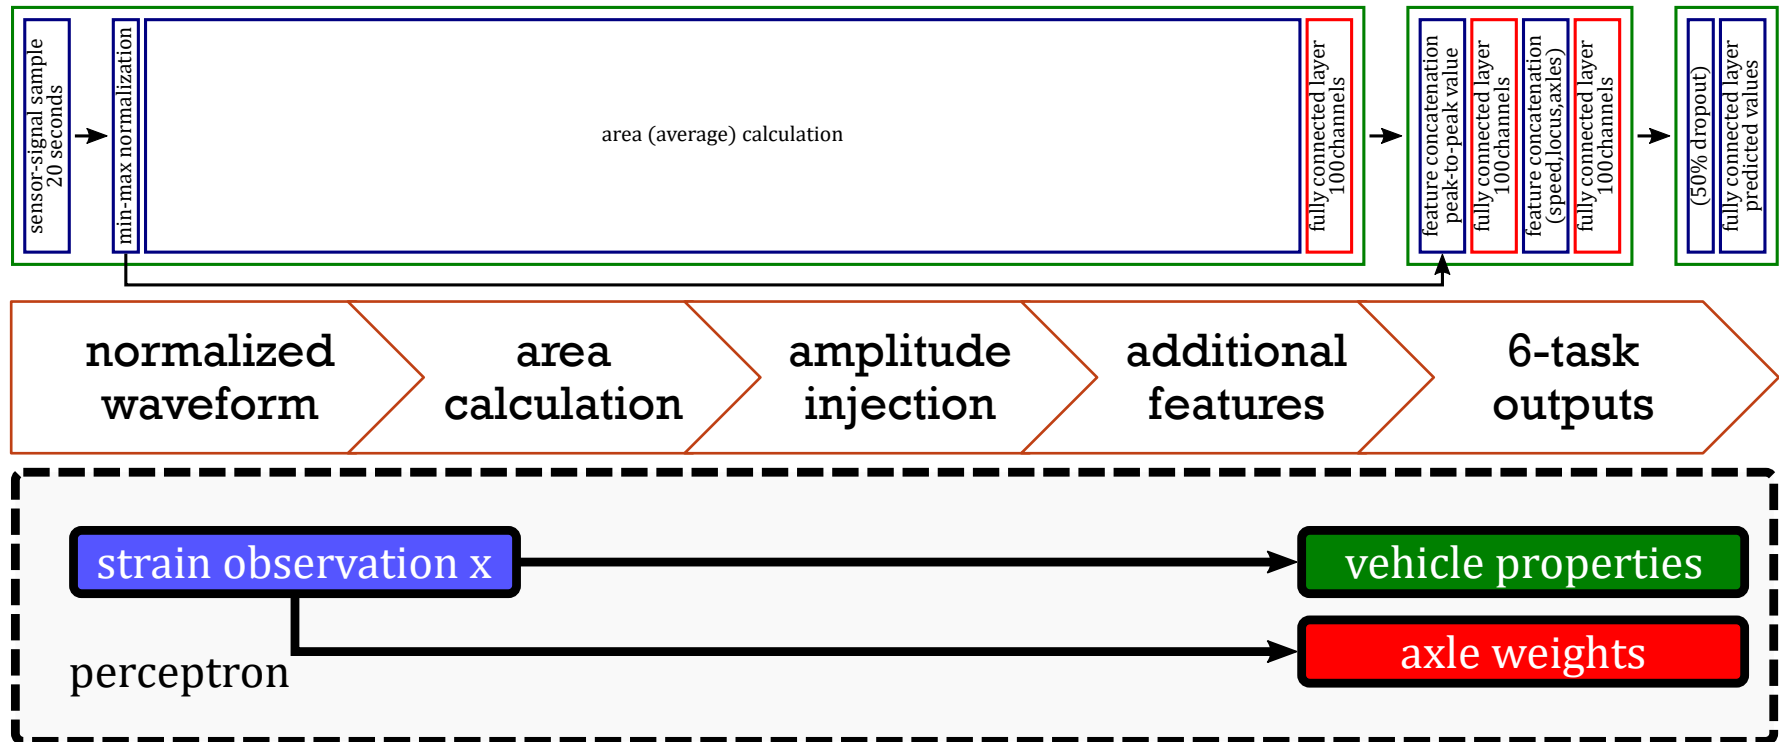 sensor-signal sample
20 seconds
min-max normalization
area (average) calculation
fully connected layer
100channels
feature concatenation
peak-to-peak value
fully connected layer
100channels
feature concatenation
(speed,locus,axles)
fully connected layer
100channels
(50% dropout)
fully connected layer
predicted values
normalized
waveform
area
calculation
amplitude
injection
additional
features
6-task
outputs
strain observation x
vehicle properties
axle weights
perceptron